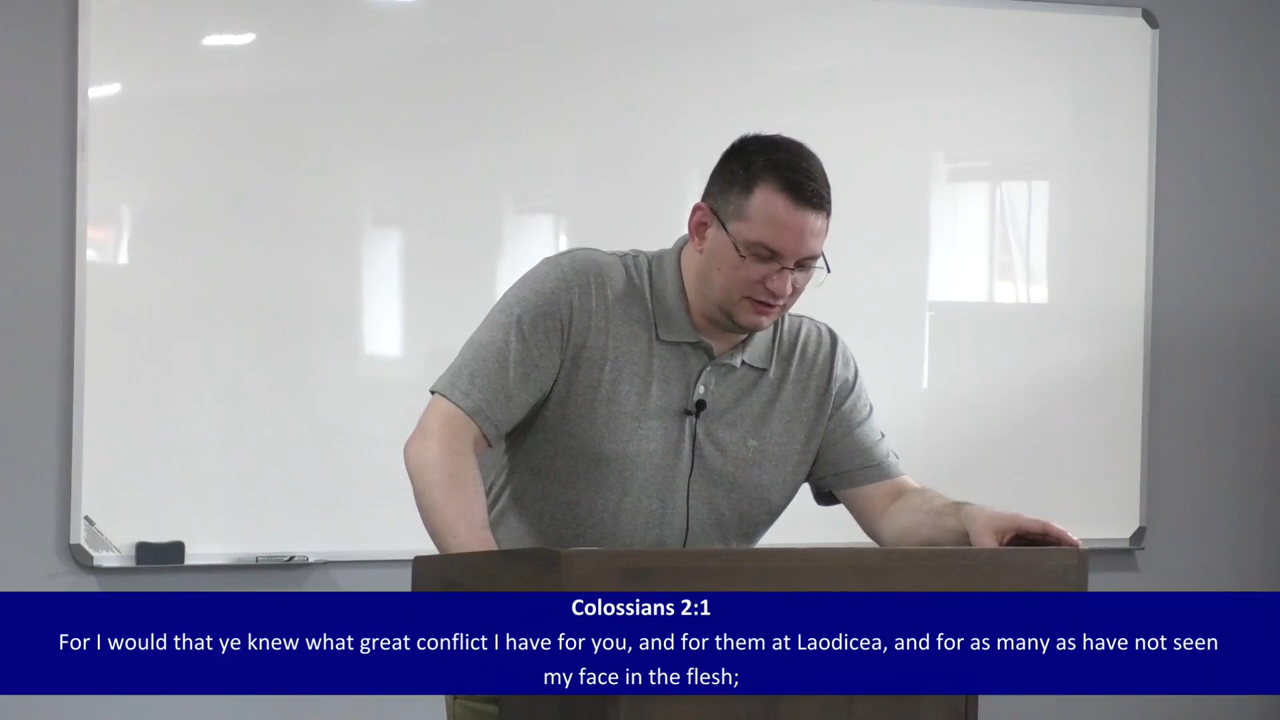 Colossians 2:1
For I would that ye knew what great conflict I have for you, and for them at Laodicea, and for as many as have not seen
my face in the flesh;